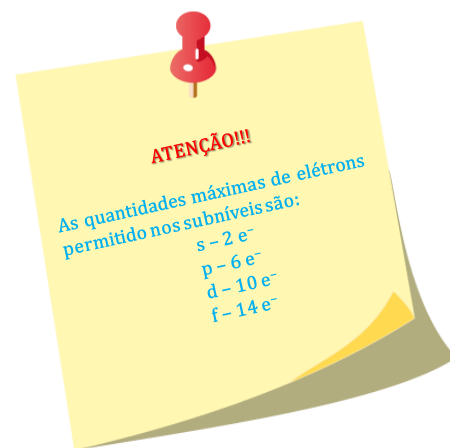 ATENÇÃO!!!
As quantidades máximas de elétrons
permitido nos subníveis são:
s – 2 e⁻
p – 6 e⁻
d – 10 e⁻
f – 14 e⁻